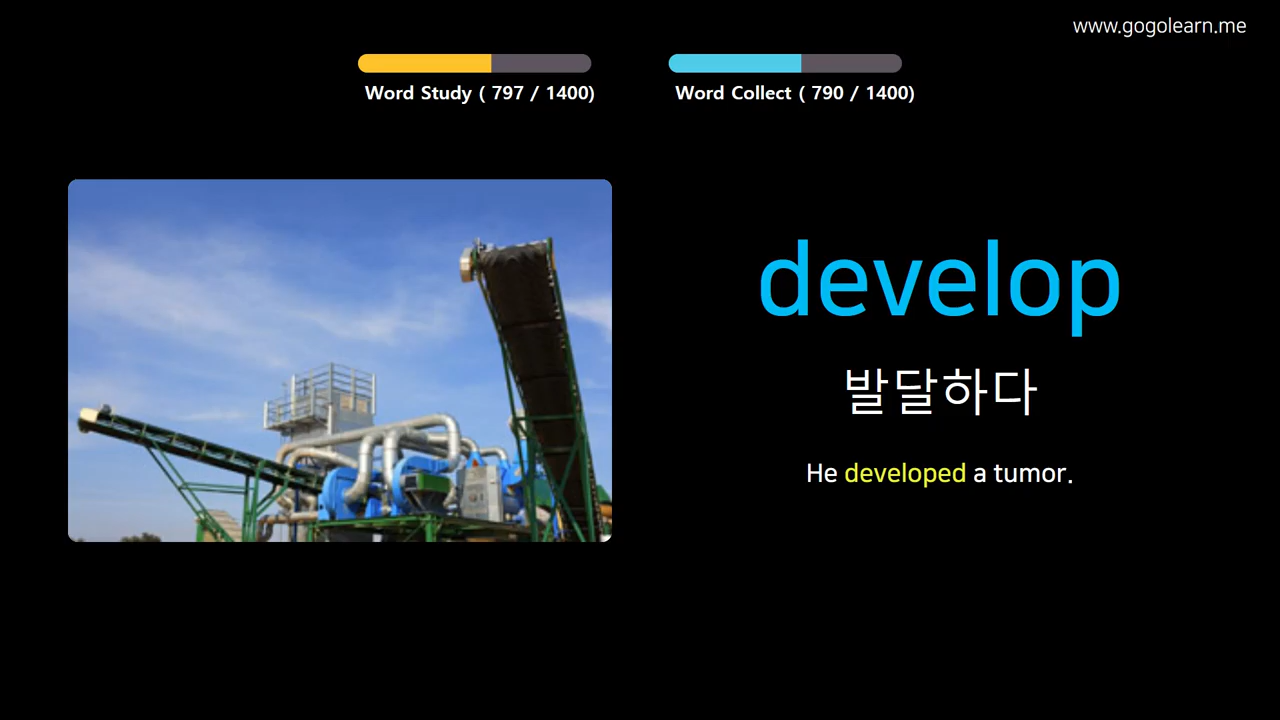 www.gogolearn.me
Word Study ( 797 / 1400)
Word Collect ( 790 / 1400)
develop
발달하다
He developed a tumor.